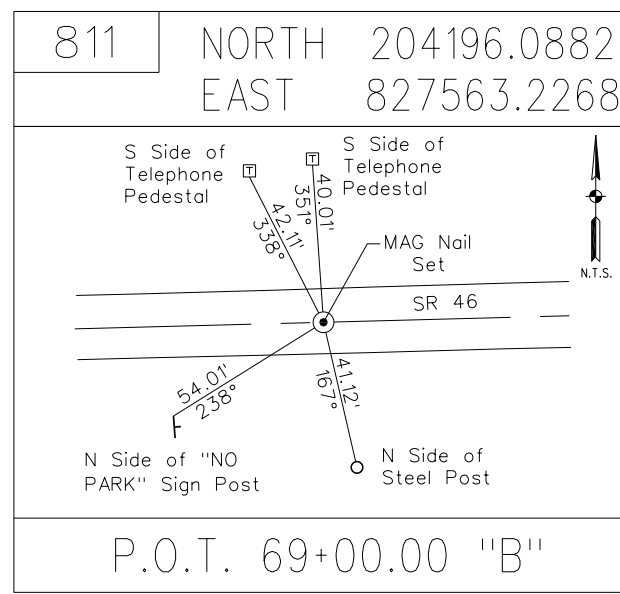 811
NORTH 204196.0882
EAST 827563.2268
S Side of
Telephone
Pedestal
S Side of
Telephone
Pedestal
T
T
42.11'
338°
40.01'
351°
MAG Nail
Set
N.T.S.
SR 46
54.01'
238°
41.12'
167°
N Side of "NO
PARK" Sign Post
N Side of
Steel Post
P.O.T. 69+00.00 "B"